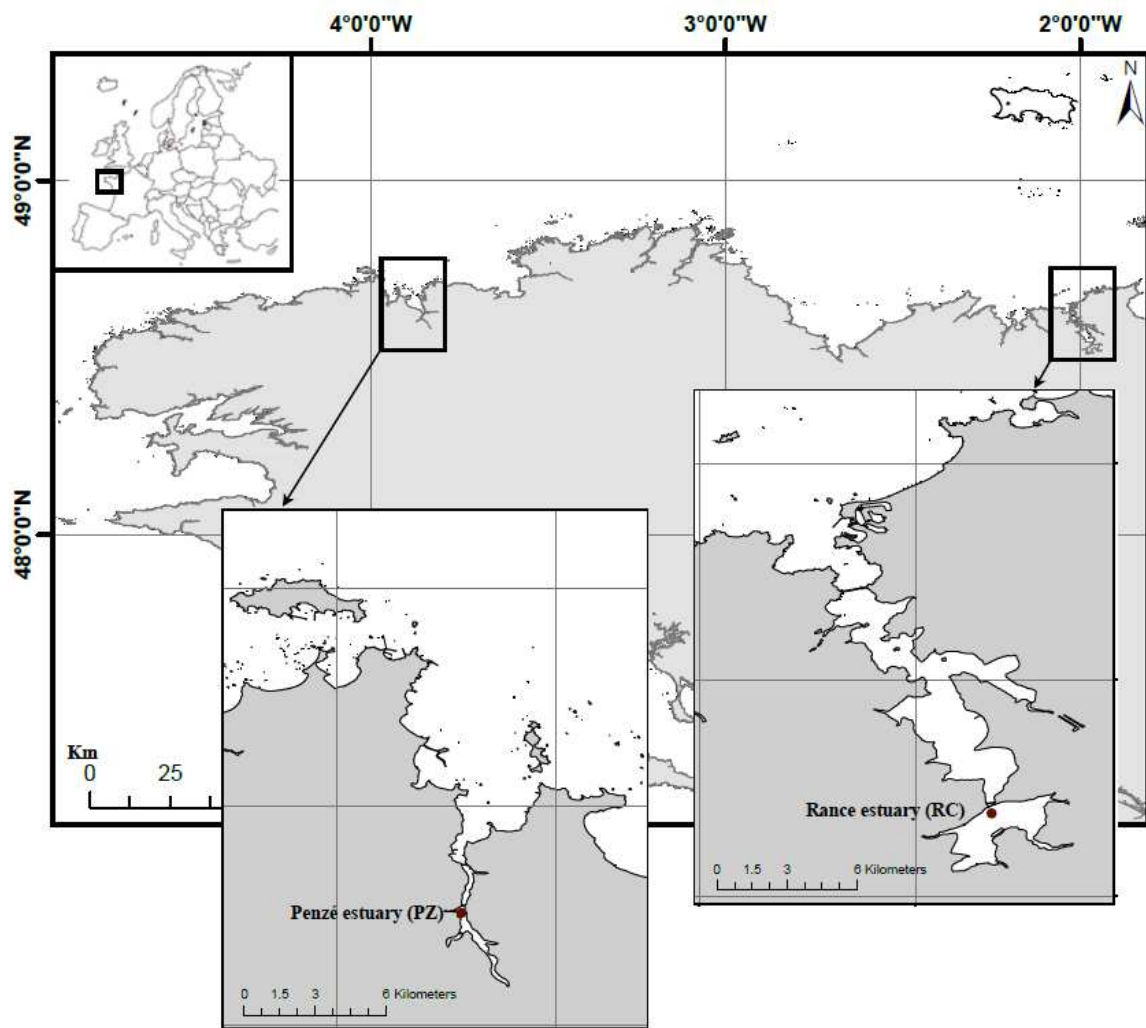 4°0'0"W
3°0'0"W
2°0'0"W
N
49°0'0"N
48°0'0"N
Km
0 25
Rance estuary (RC)
0 1.5 3 6 Kilometers
Penzé estuary (PZ)
0 1.5 3 6 Kilometers